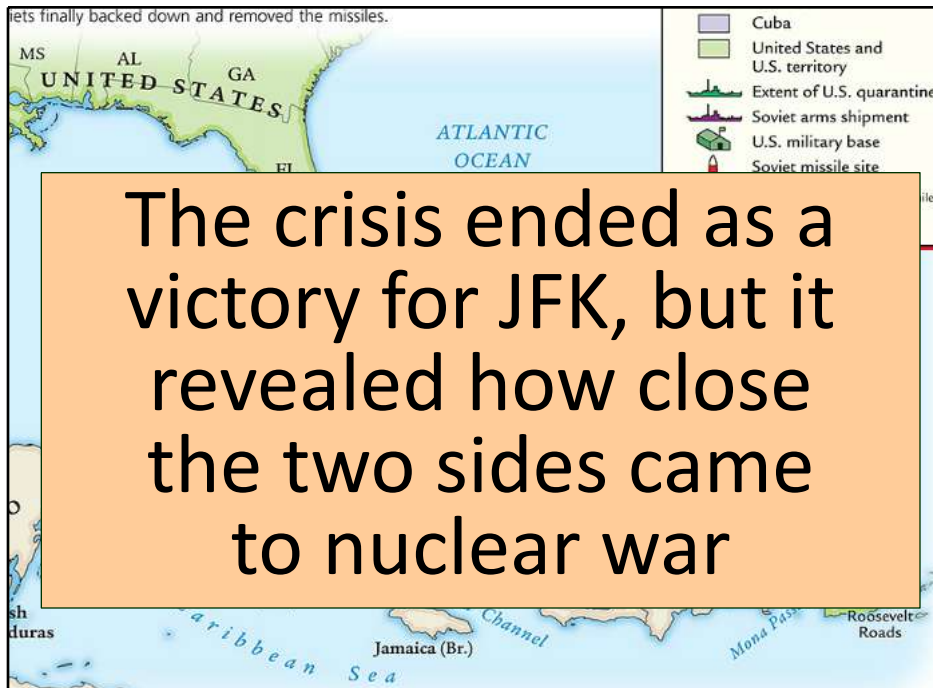 iets finally backed down and removed the missiles.
MS
AL
GA
UNITED STATES
FL
ATLANTIC
OCEAN
Cuba
United States and
U.S. territory
Extent of U.S. quarantine
Soviet arms shipment
U.S. military base
Soviet missile site
The crisis ended as a
victory for JFK, but it
revealed how close
the two sides came
to nuclear war
duras
Caribbean Sea
Jamaica (Br.)
Channel
Mona Pass
Roosevelt
Roads